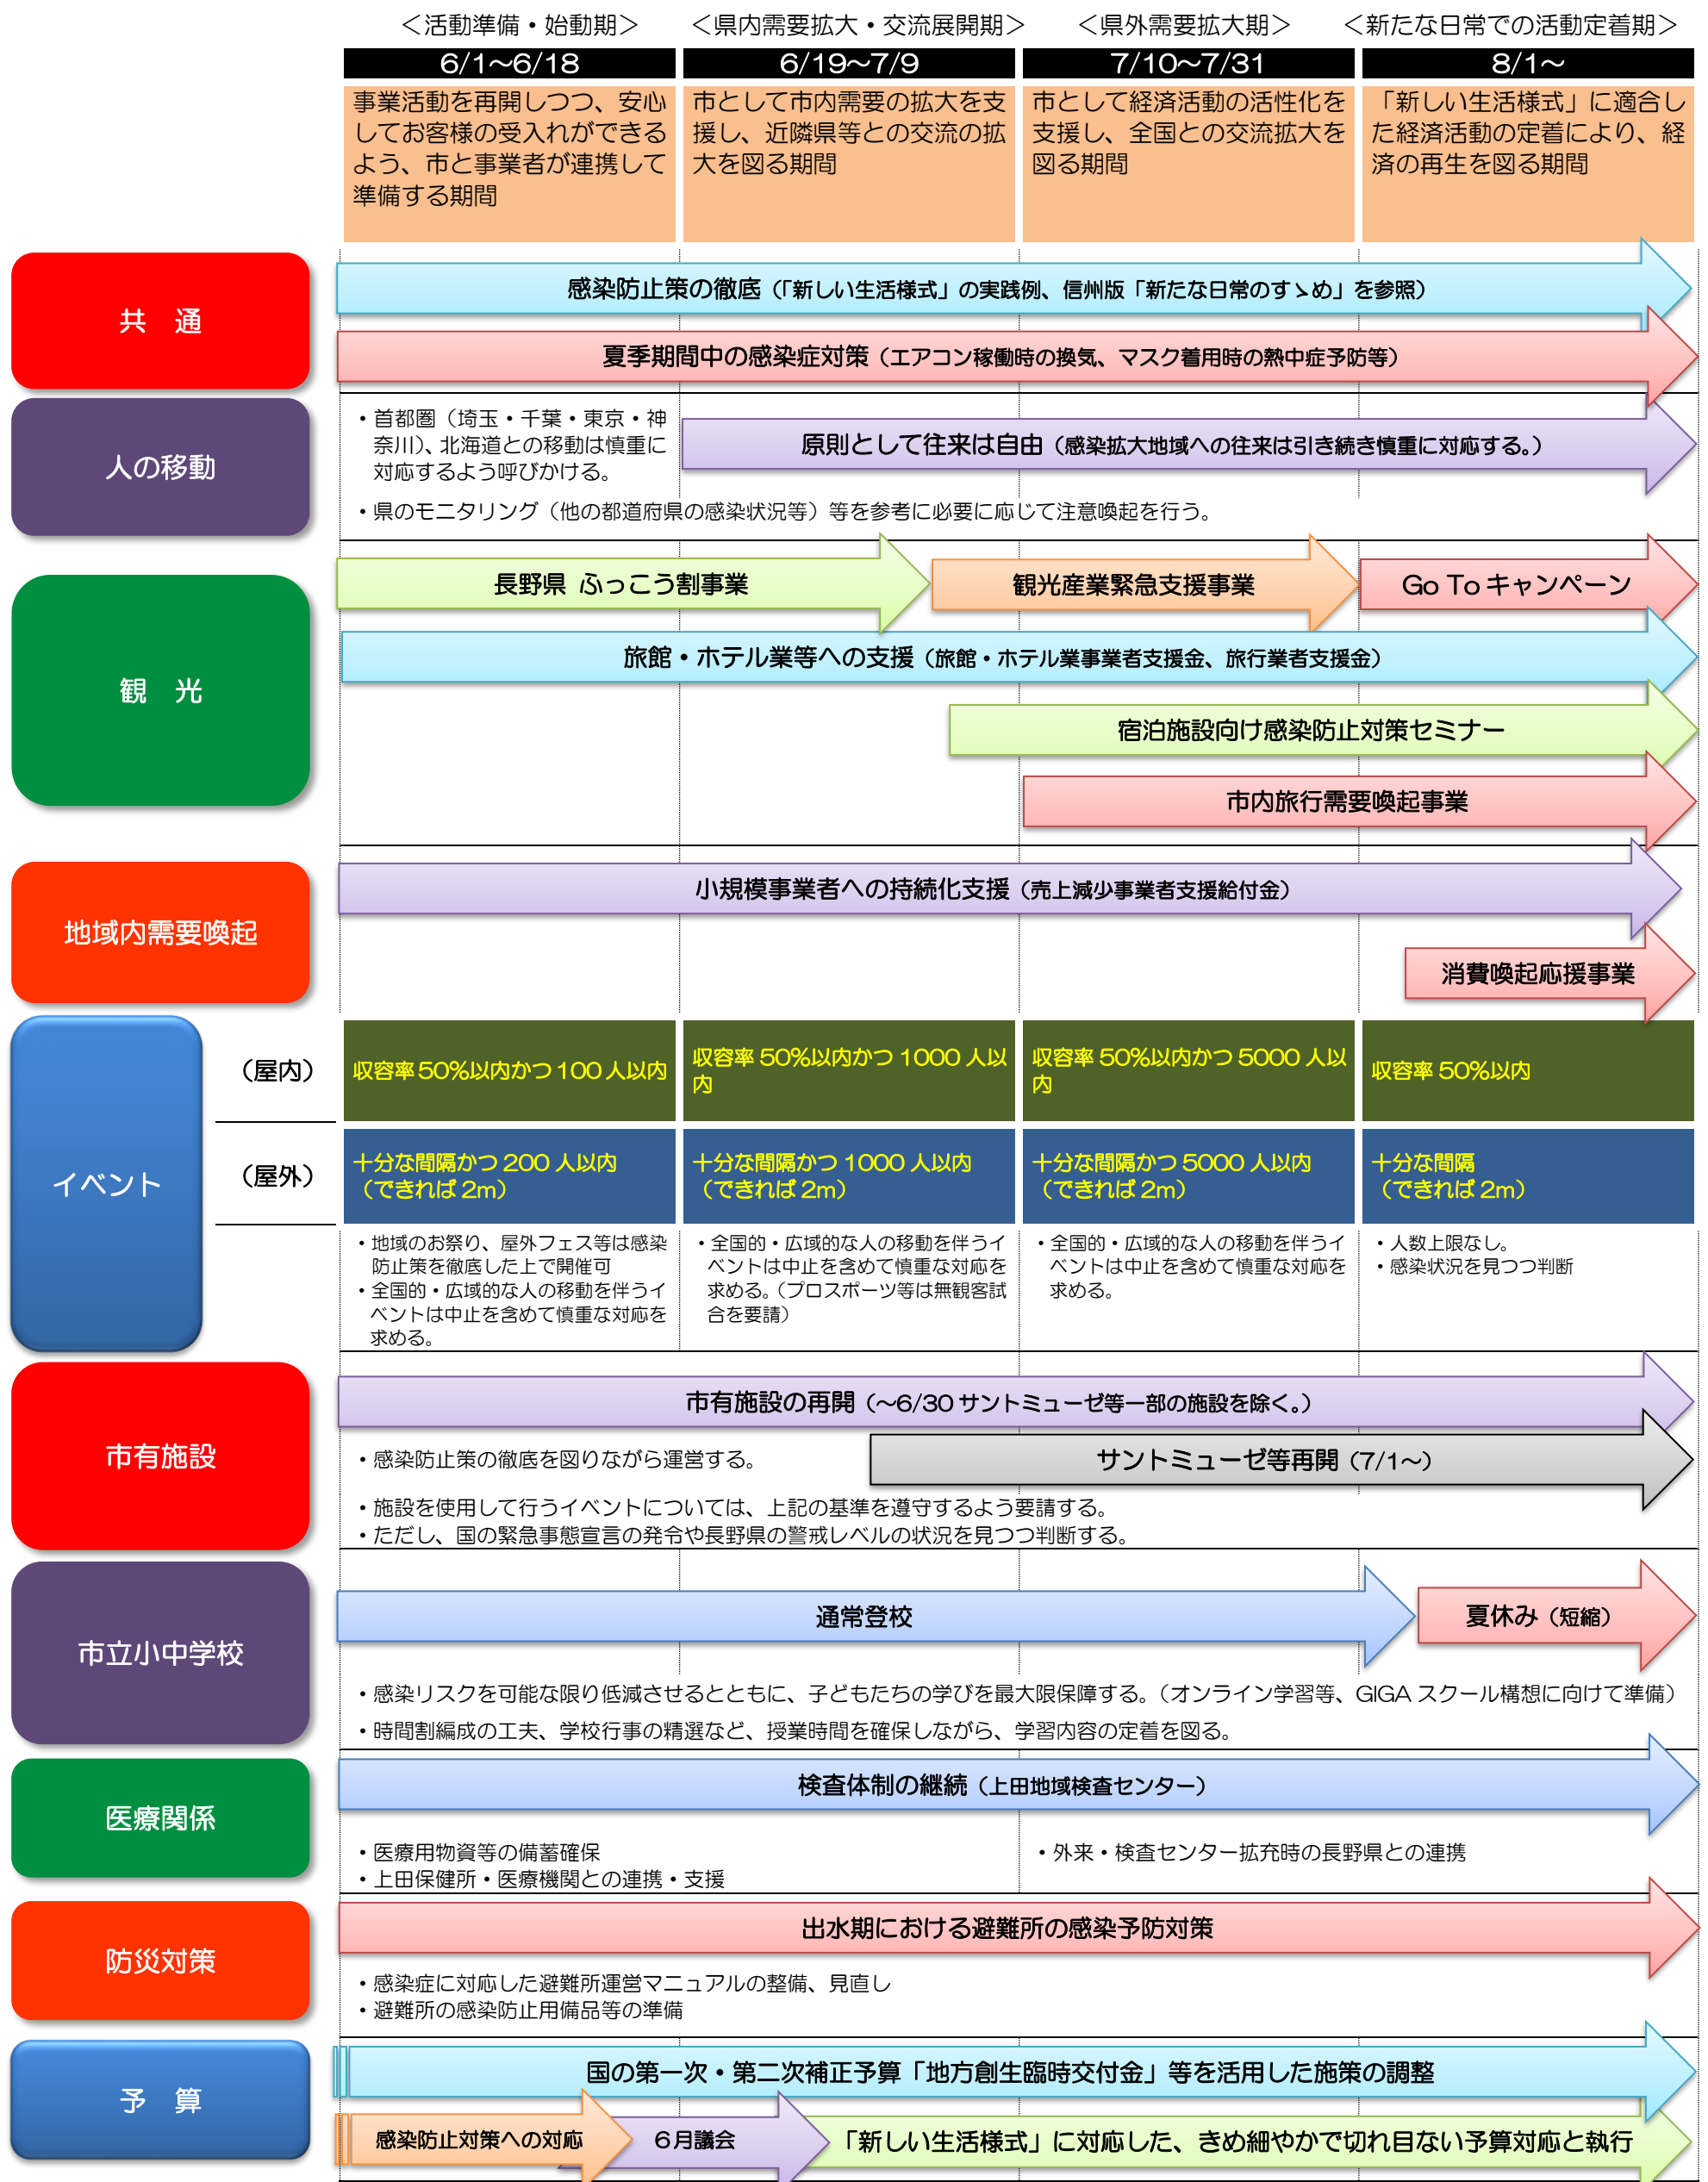 ＜活動準備・始動期＞
＜県内需要拡大・交流展開期＞
＜県外需要拡大期＞
＜新たな日常での活動定着期＞
6/1～6/18
6/19～7/9
7/10～7/31
8/1～
事業活動を再開しつつ、安心
してお客様の受入れができる
よう、市と事業者が連携して
準備する期間
市として市内需要の拡大を支
援し、近隣県等との交流の拡
大を図る期間
市として経済活動の活性化を
支援し、全国との交流拡大を
図る期間
「新しい生活様式」に適合し
た経済活動の定着により、経
済の再生を図る期間
共　通
感染防止策の徹底（「新しい生活様式」の実践例、信州版「新たな日常のすゝめ」を参照）
夏季期間中の感染症対策（エアコン稼働時の換気、マスク着用時の熱中症予防等）
人の移動
・首都圏（埼玉・千葉・東京・神
奈川）、北海道との移動は慎重に
対応するよう呼びかける。
原則として往来は自由（感染拡大地域への往来は引き続き慎重に対応する。）
・県のモニタリング（他の都道府県の感染状況等）等を参考に必要に応じて注意喚起を行う。
観　光
長野県 ふっこう割事業
観光産業緊急支援事業
Go To キャンペーン
旅館・ホテル業等への支援（旅館・ホテル業事業者支援金、旅行業者支援金）
宿泊施設向け感染防止対策セミナー
市内旅行需要喚起事業
地域内需要喚起
小規模事業者への持続化支援（売上減少事業者支援給付金）
消費喚起応援事業
イベント
（屋内）
収容率 50％以内かつ 100 人以内
収容率 50％以内かつ 1000 人以
内
収容率 50％以内かつ 5000 人以
内
収容率 50％以内
（屋外）
十分な間隔かつ 200 人以内
（できれば 2m）
十分な間隔かつ 1000 人以内
（できれば 2m）
十分な間隔かつ 5000 人以内
（できれば 2m）
十分な間隔
（できれば 2m）
・地域のお祭り、屋外フェス等は感染
防止策を徹底した上で開催可
・全国的・広域的な人の移動を伴うイ
ベントは中止を含めて慎重な対応を
求める。
・全国的・広域的な人の移動を伴うイ
ベントは中止を含めて慎重な対応を
求める。（プロスポーツ等は無観客試
合を要請）
・全国的・広域的な人の移動を伴うイ
ベントは中止を含めて慎重な対応を
求める。
・人数上限なし。
・感染状況を見つつ判断
市有施設
市有施設の再開（～6/30 サントミューゼ等一部の施設を除く。）
・感染防止策の徹底を図りながら運営する。
サントミューゼ等再開（7/1～）
・施設を使用して行うイベントについては、上記の基準を遵守するよう要請する。
・ただし、国の緊急事態宣言の発令や長野県の警戒レベルの状況を見つつ判断する。
市立小中学校
通常登校
夏休み（短縮）
・感染リスクを可能な限り低減させるとともに、子どもたちの学びを最大限保障する。（オンライン学習等、GIGA スクール構想に向けて準備）
・時間割編成の工夫、学校行事の精選など、授業時間を確保しながら、学習内容の定着を図る。
医療関係
検査体制の継続（上田地域検査センター）
・医療用物資等の備蓄確保
・上田保健所・医療機関との連携・支援
・外来・検査センター拡充時の長野県との連携
防災対策
出水期における避難所の感染予防対策
・感染症に対応した避難所運営マニュアルの整備、見直し
・避難所の感染防止用備品等の準備
予　算
国の第一次・第二次補正予算「地方創生臨時交付金」等を活用した施策の調整
感染防止対策への対応
６月議会
「新しい生活様式」に対応した、きめ細やかで切れ目ない予算対応と執行